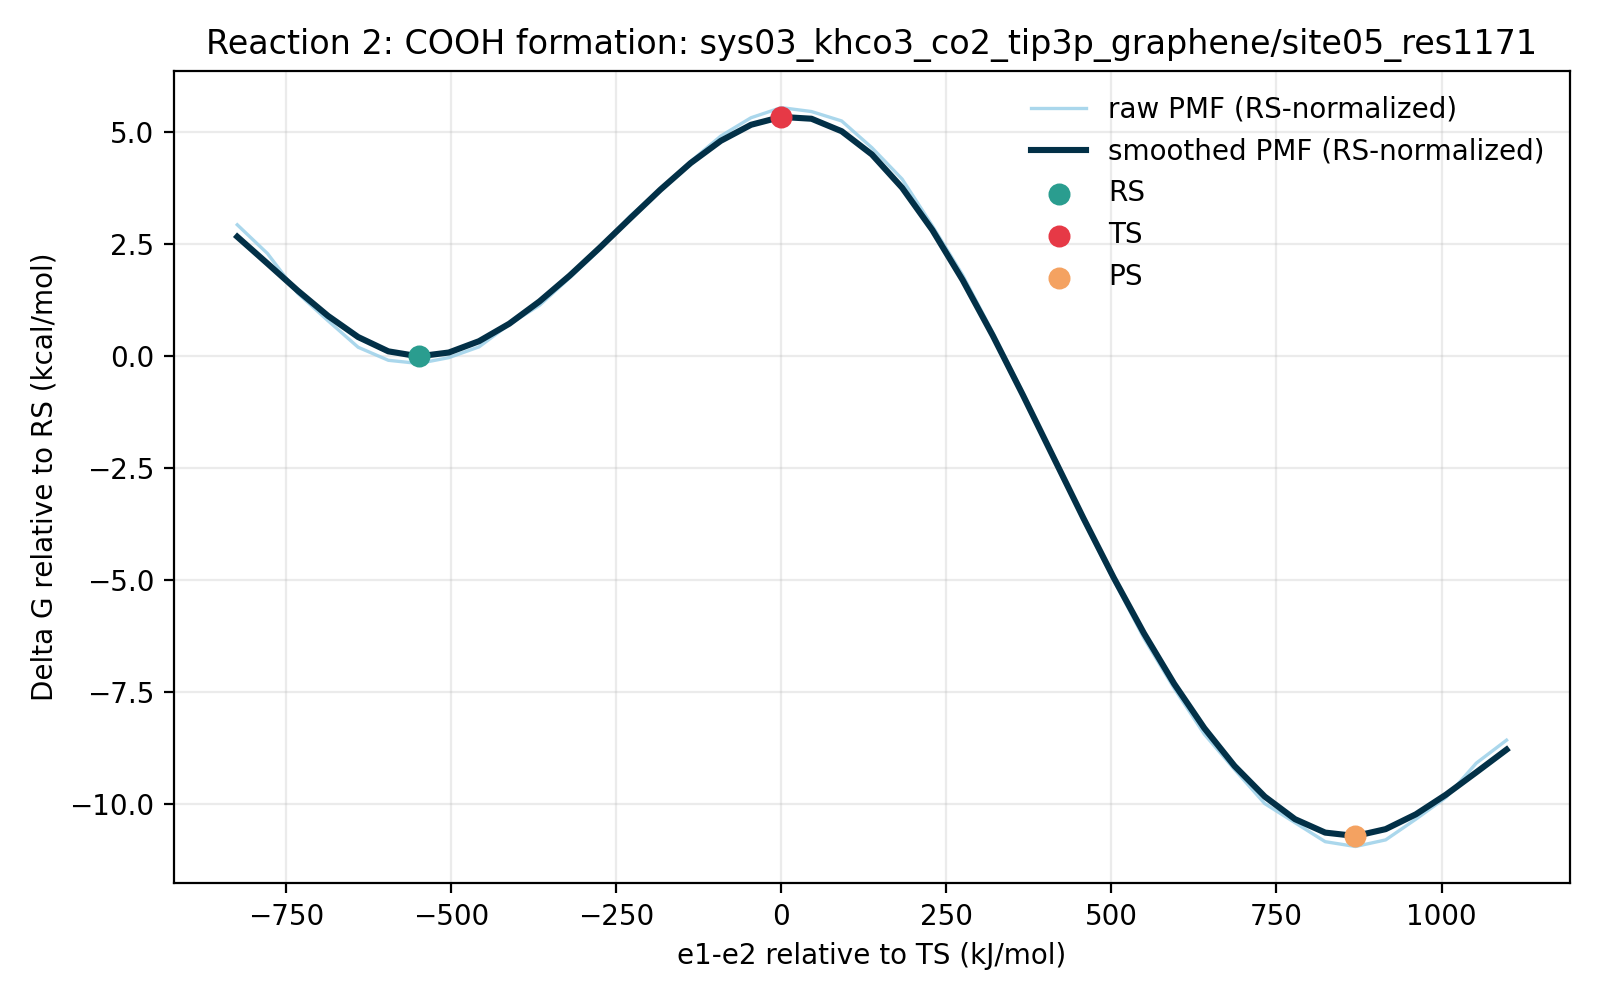 Reaction 2: COOH formation: sys03_khco3_co2_tip3p_graphene/site05_res1171
raw PMF (RS-normalized)
smoothed PMF (RS-normalized)
RS
TS
PS
Delta G relative to RS (kcal/mol)
5.0
2.5
0.0
−2.5
−5.0
−7.5
−10.0
−750
−500
−250
0
250
500
750
1000
e1-e2 relative to TS (kJ/mol)